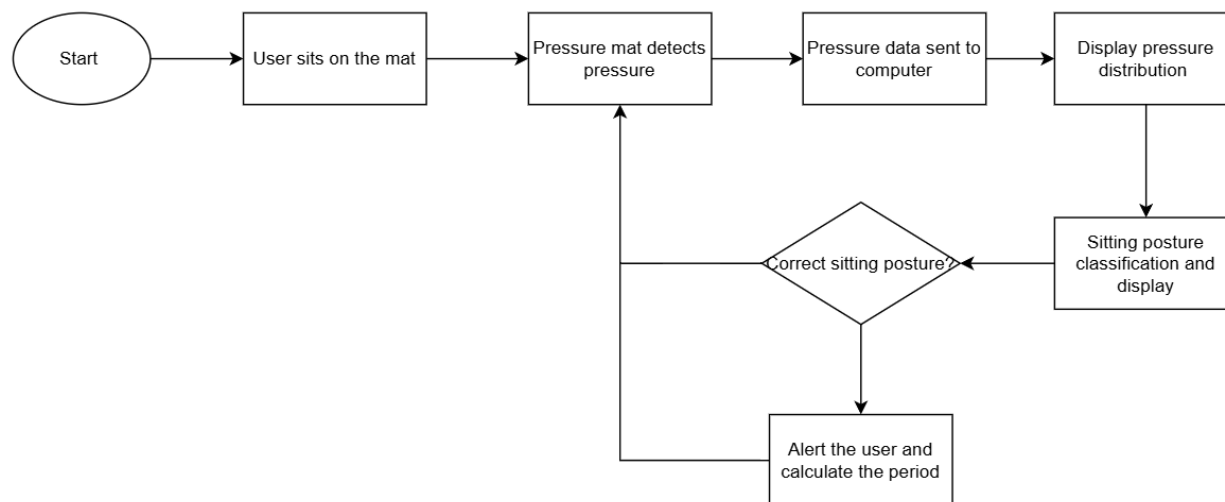 Start
User sits on the mat
Pressure mat detects
pressure
Pressure data sent to
computer
Display pressure
distribution
Sitting posture
classification and
display
Correct sitting posture?
Alert the user and
calculate the period